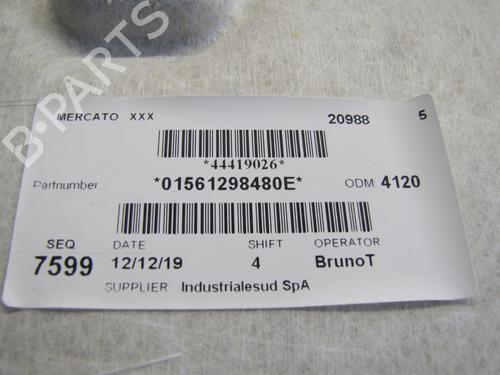 B-PARTS
MERCATO XXX 20988 5
*44419026*
Partnumber: *01561298480E* ODM: 4120
SEQ DATE SHIFT OPERATOR
7599 12/12/19 4 BrunoT
SUPPLIER Industrialesud SpA